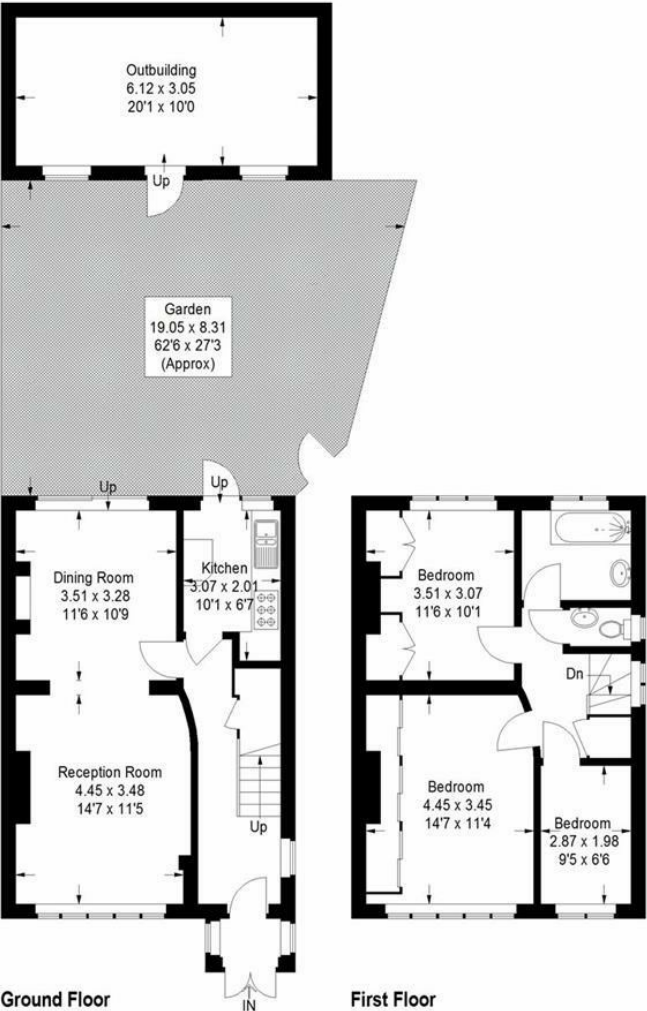 Outbuilding
6.12 x 3.05
20'1 x 10'0
Up
Garden
19.05 x 8.31
62'6 x 27'3
(Approx)
Up
Up
Dining Room
3.51 x 3.28
11'6 x 10'9
Kitchen
3.07 x 2.01
10'1 x 6'7
Reception Room
4.45 x 3.48
14'7 x 11'5
Up
IN
Ground Floor
Bedroom
3.51 x 3.07
11'6 x 10'1
Dn
Bedroom
4.45 x 3.45
14'7 x 11'4
Bedroom
2.87 x 1.98
9'5 x 6'6
First Floor